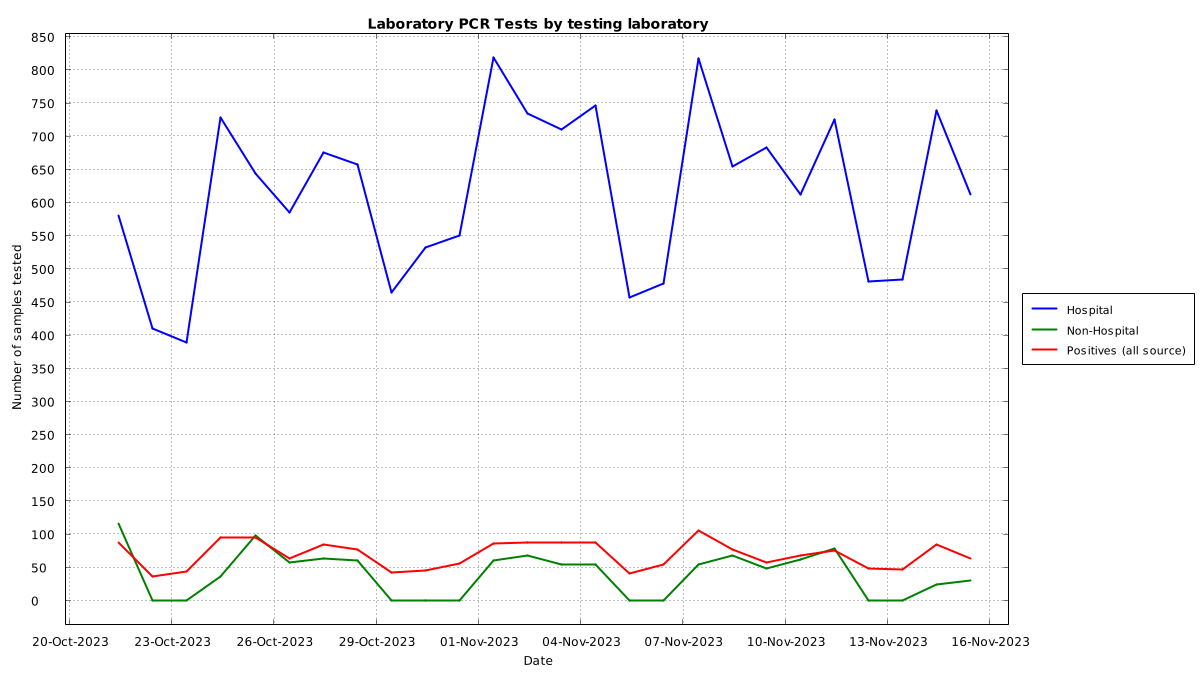 Laboratory PCR Tests by testing laboratory
850
800
750
700
650
600
550
500
450
400
350
300
250
200
150
100
50
0
Number of samples tested
20-Oct-2023 23-Oct-2023 26-Oct-2023 29-Oct-2023 01-Nov-2023 04-Nov-2023 07-Nov-2023 10-Nov-2023 13-Nov-2023 16-Nov-2023
Date
Hospital
Non-Hospital
Positives (all source)